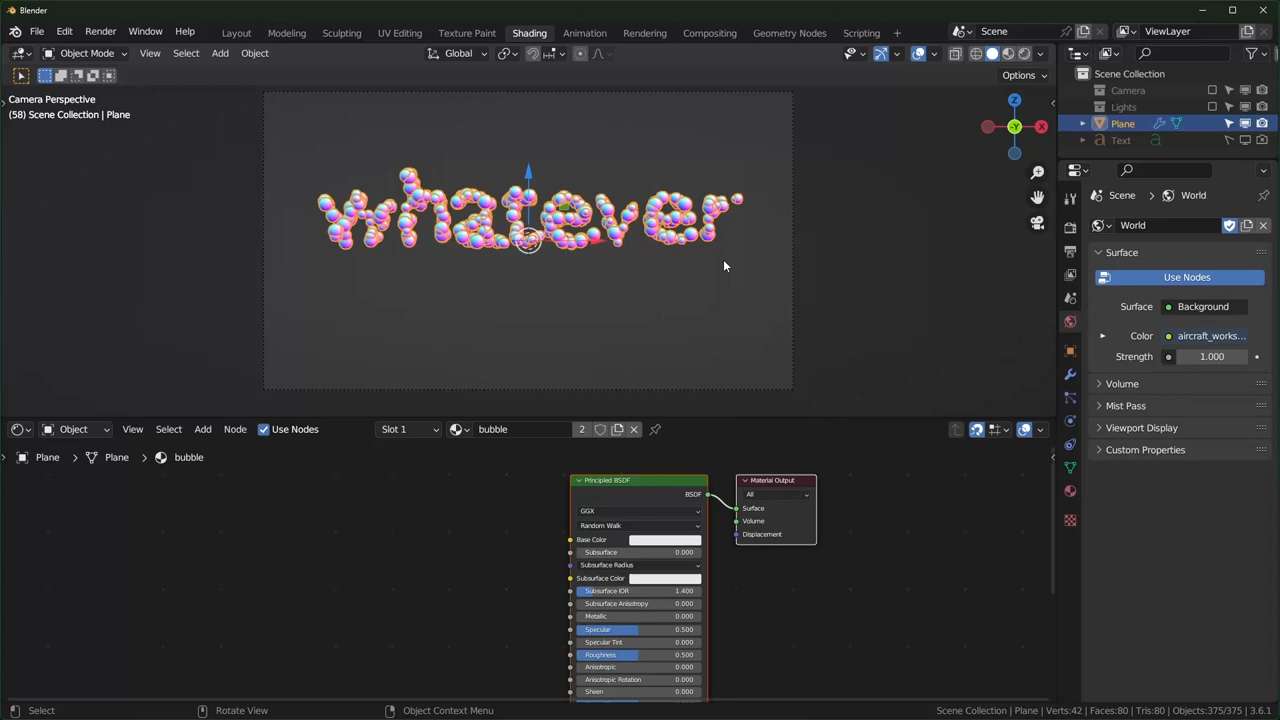 Blender
File Edit Render Window Help Layout Modeling Sculpting UV Editing Texture Paint Shading Animation Rendering Compositing Geometry Nodes Scripting + Scene ViewLayer
Object Mode View Select Add Object Global
Options
Camera Perspective
(58) Scene Collection | Plane
Z
-Y
X
whatever
Scene Collection
Camera
Lights
Plane
Text
Scene World
World
Surface
Use Nodes
Surface Background
Color aircraft_works...
Strength 1.000
Volume
Mist Pass
Viewport Display
Custom Properties
Object View Select Add Node Use Nodes Slot 1 bubble 2
Plane Plane bubble
Principled BSDF
BSDF
GGX
Random Walk
Base Color
Subsurface 0.000
Subsurface Radius
Subsurface Color
Subsurface IOR 1.400
Subsurface Anisotropy 0.000
Metallic 0.000
Specular 0.500
Specular Tint 0.000
Roughness 0.500
Anisotropic 0.000
Anisotropic Rotation 0.000
Sheen 0.000
Material Output
All
Surface
Volume
Displacement
Select Rotate View Object Context Menu Scene Collection | Plane | Verts:42 | Faces:80 | Tris:80 | Objects:375/375 | 3.6.1